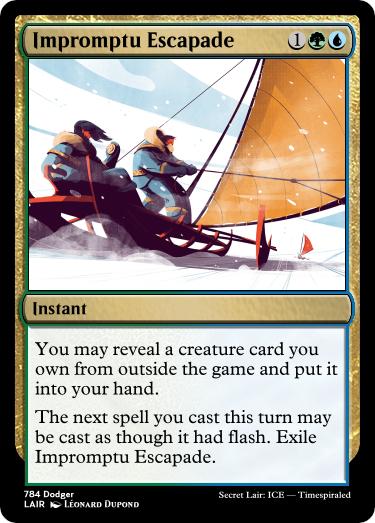 Impromptu Escapade 1
Instant
You may reveal a creature card you
own from outside the game and put it
into your hand.
The next spell you cast this turn may
be cast as though it had flash. Exile
Impromptu Escapade.
784 Dodger
LAIR Léonard Dupond
Secret Lair: ICE — Timespiraled